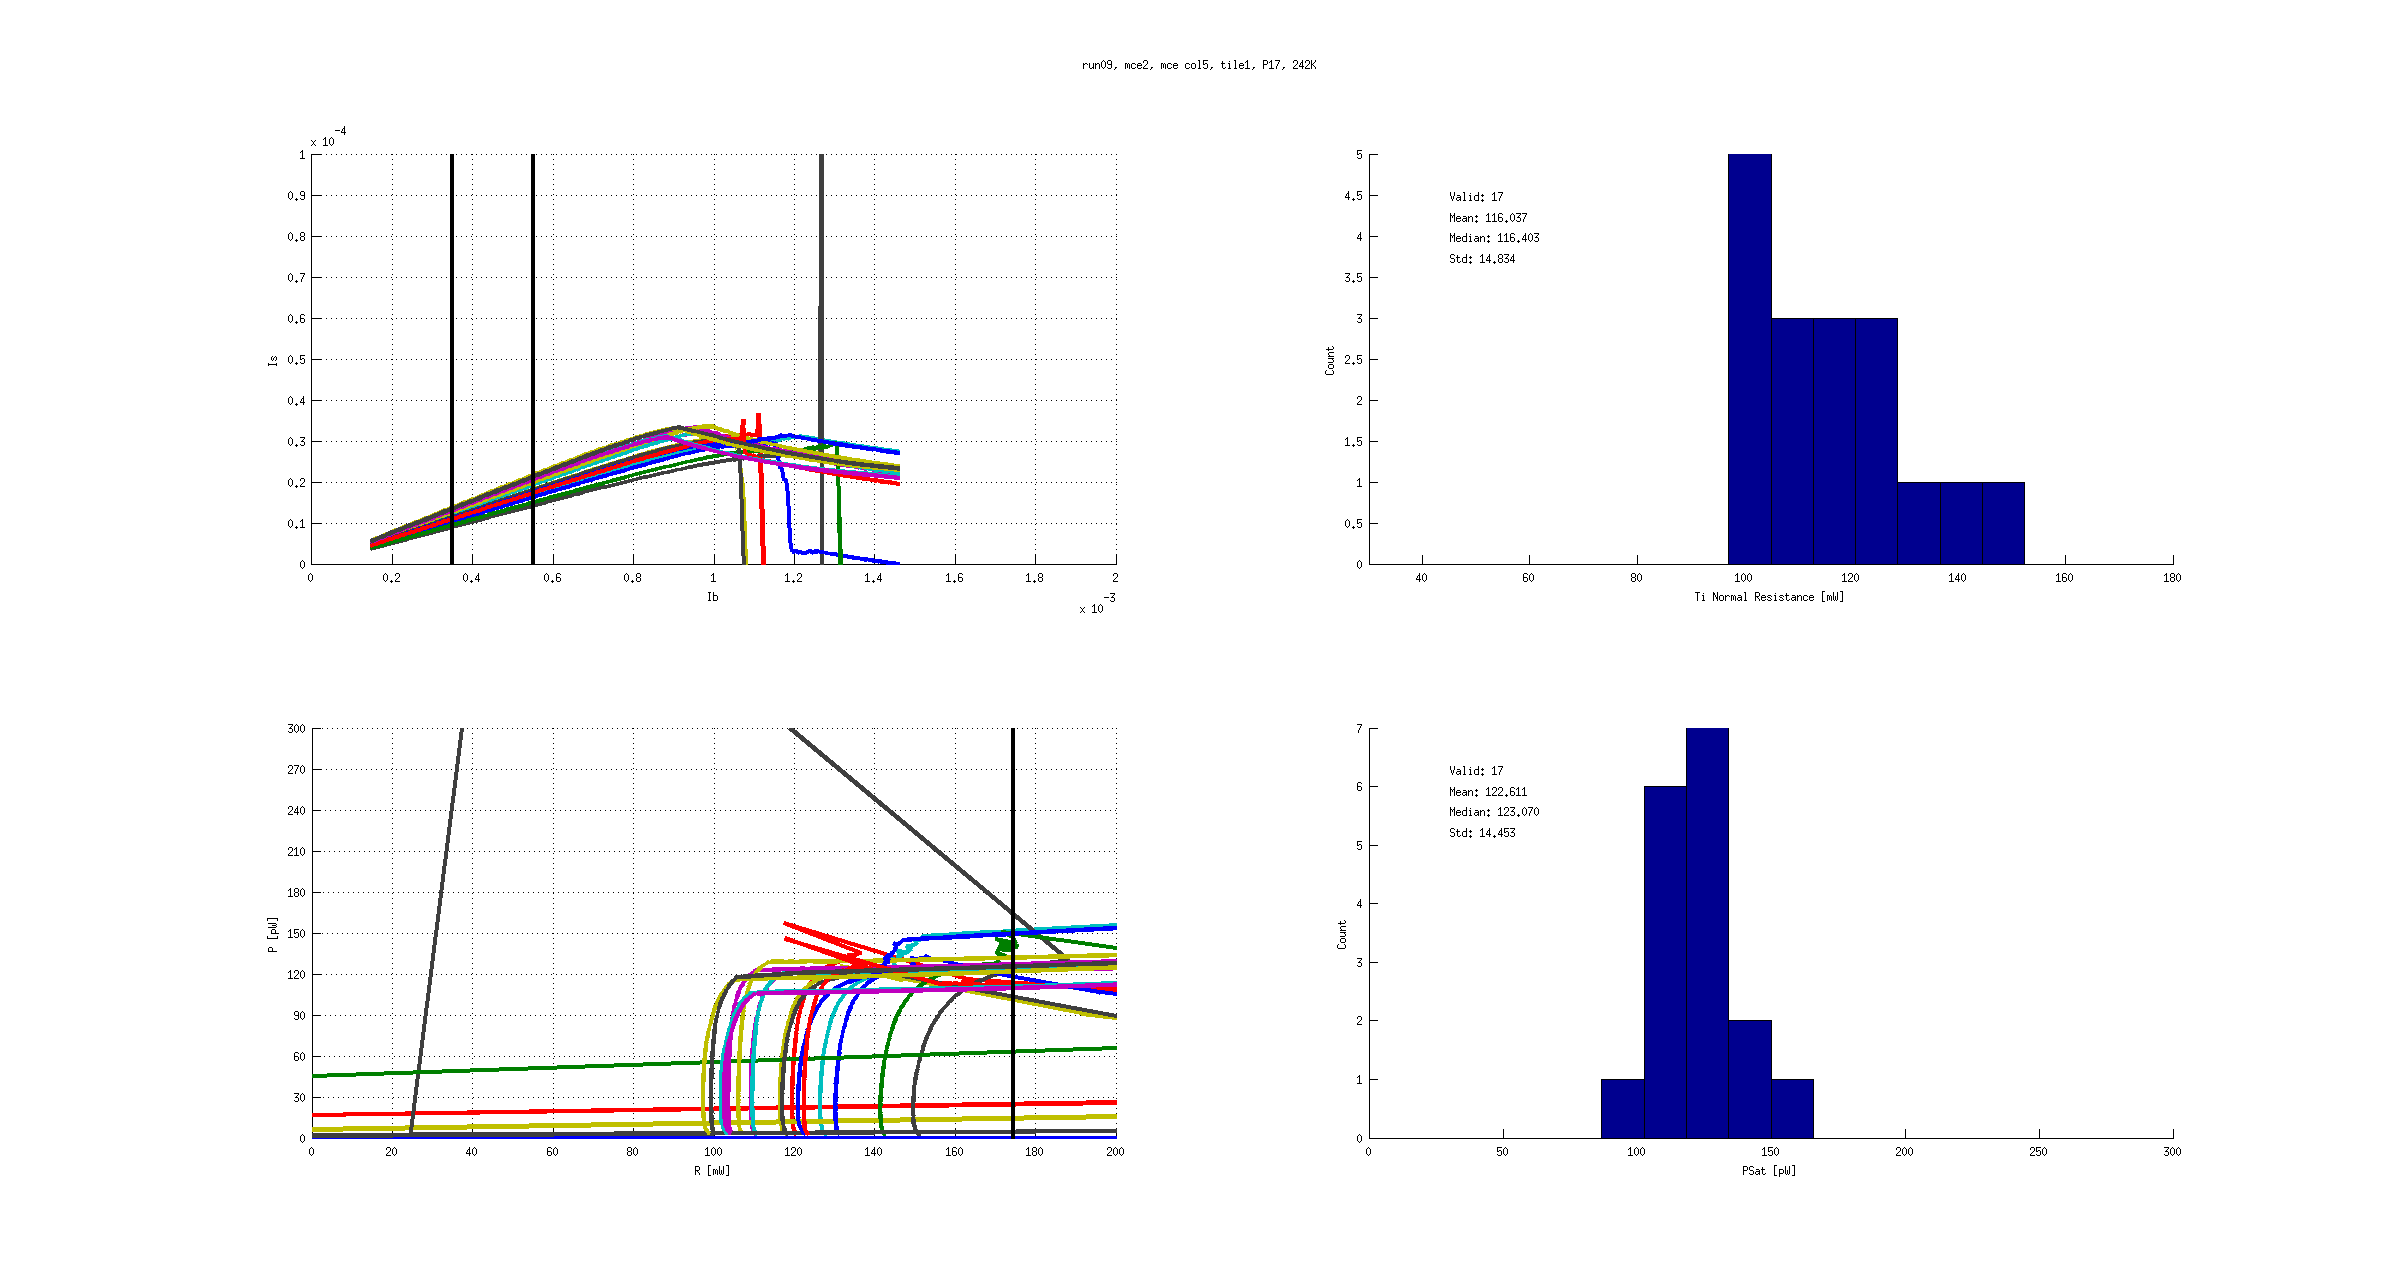 run09, mce2, mce col5, tile1, P17, 242K
x 10^-4
1
0.9
0.8
0.7
0.6
0.5
0.4
0.3
0.2
0.1
0
Is
0 0.2 0.4 0.6 0.8 1 1.2 1.4 1.6 1.8 2
Ib
x 10^-3
5
4.5
4
3.5
3
2.5
2
1.5
1
0.5
0
Count
Valid: 17
Mean: 116.037
Median: 116.403
Std: 14.834
40 60 80 100 120 140 160 180
Ti Normal Resistance [mW]
300
270
240
210
180
150
120
90
60
30
0
P [pW]
0 20 40 60 80 100 120 140 160 180 200
R [mW]
7
6
5
4
3
2
1
0
Count
Valid: 17
Mean: 122.611
Median: 123.070
Std: 14.453
0 50 100 150 200 250 300
PSat [pW]